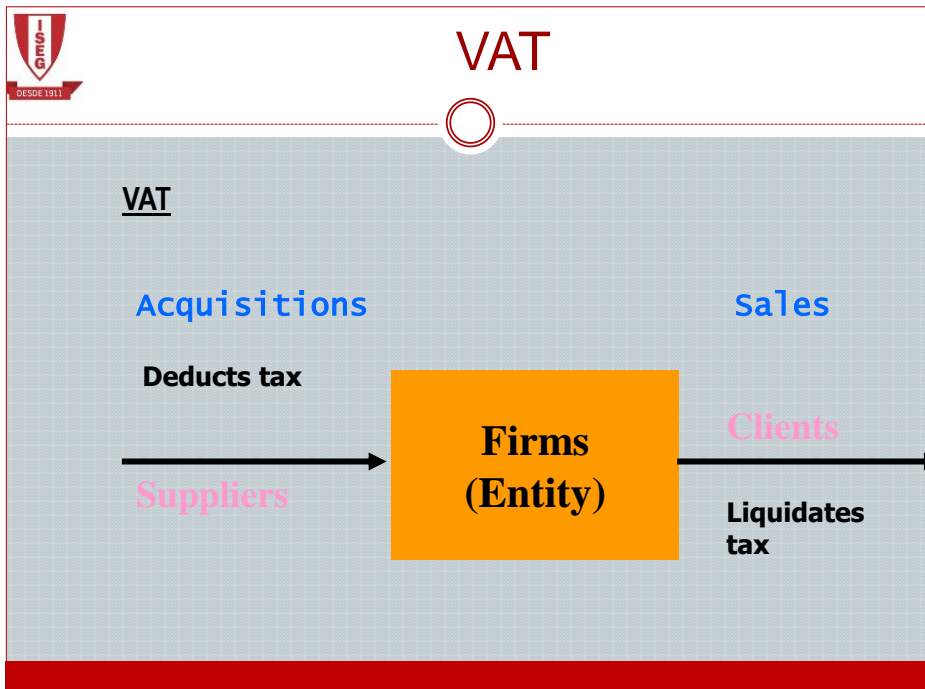 ISEG
DESDE 1911
VAT
VAT
Acquisitions
Sales
Deducts tax
Firms
(Entity)
Clients
Suppliers
Liquidates
tax